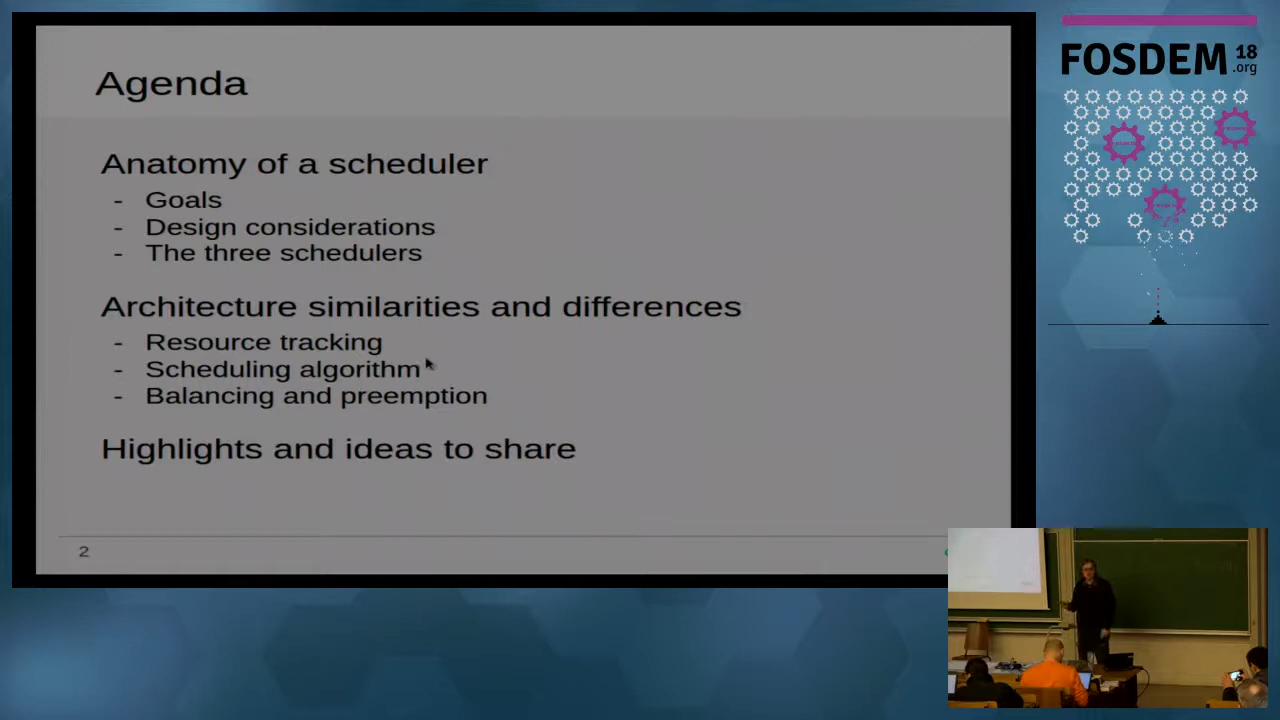 Agenda
Anatomy of a scheduler
- Goals
- Design considerations
- The three schedulers
Architecture similarities and differences
- Resource tracking
- Scheduling algorithm
- Balancing and preemption
Highlights and ideas to share
2
FOSDEM 18
.org